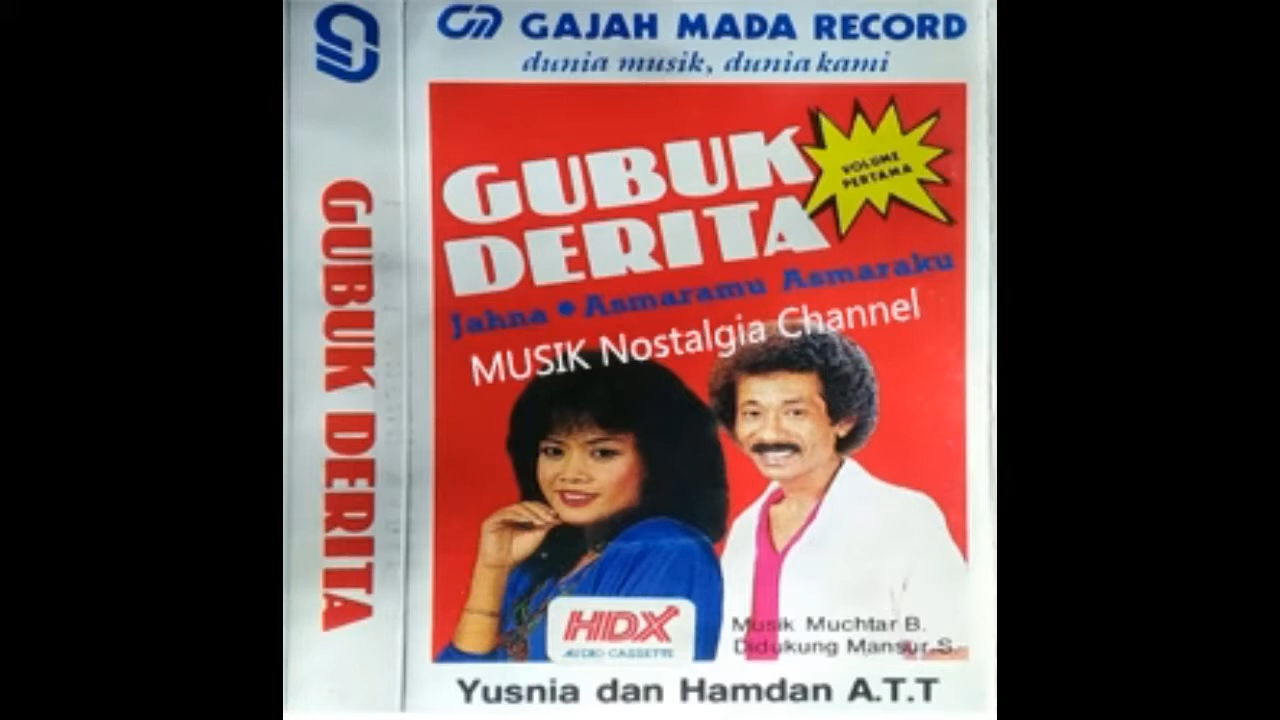 GUBUK DERITA
GAJAH MADA RECORD
dunia musik, dunia kami
GUBUK
DERITA
VOLUME
PERTAMA
Jahna • Asmaramu Asmaraku
MUSIK Nostalgia Channel
HIDX
AUDIO CASSETTE
Musik Muchtar B.
Didukung Mansur S.
Yusnia dan Hamdan A.T.T